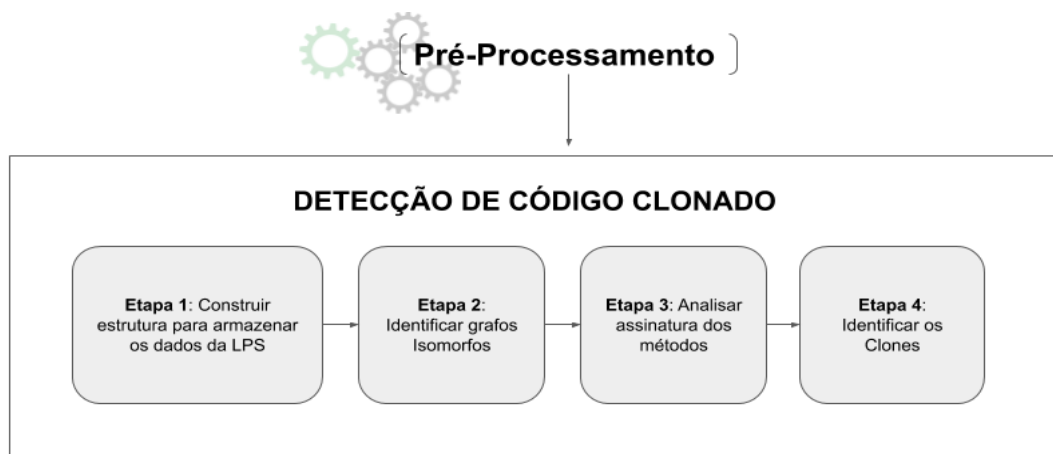 Pré-Processamento
DETECÇÃO DE CÓDIGO CLONADO
Etapa 1: Construir
estrutura para armazenar
os dados da LPS
Etapa 2:
Identificar grafos
Isomorfos
Etapa 3: Analisar
assinatura dos
métodos
Etapa 4:
Identificar os
Clones